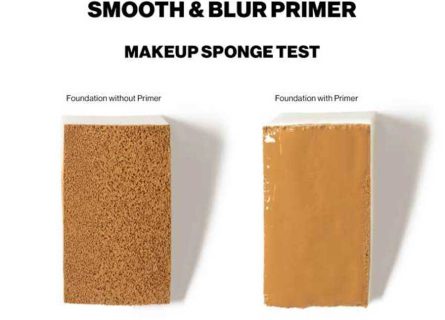 SMOOTH & BLUR PRIMER
MAKEUP SPONGE TEST
Foundation without Primer
Foundation with Primer